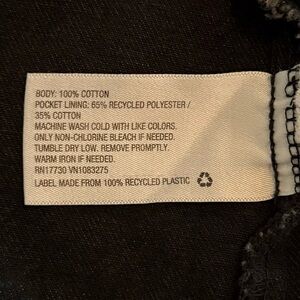 BODY: 100% COTTON
POCKET LINING: 65% RECYCLED POLYESTER /
35% COTTON
MACHINE WASH COLD WITH LIKE COLORS.
ONLY NON-CHLORINE BLEACH IF NEEDED.
TUMBLE DRY LOW. REMOVE PROMPTLY.
WARM IRON IF NEEDED.
RN17730 VN1083275
LABEL MADE FROM 100% RECYCLED PLASTIC